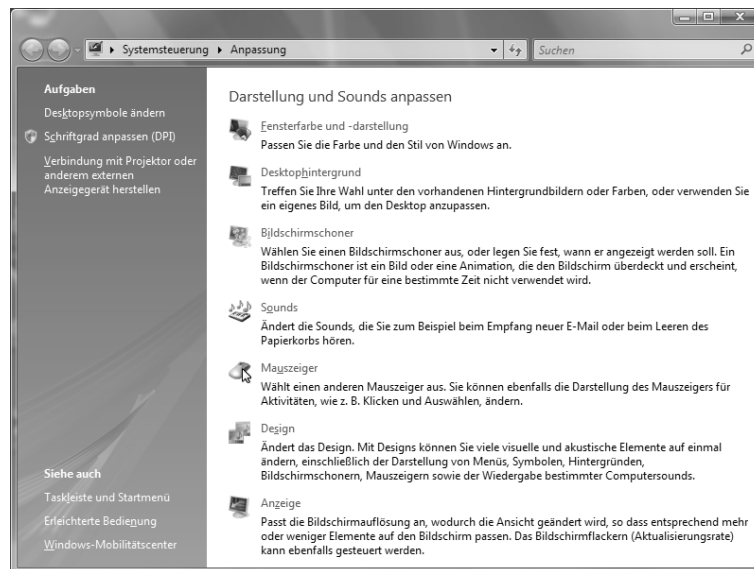 Systemsteuerung ▸ Anpassung
Suchen
Aufgaben
Desktopsymbole ändern
Schriftgrad anpassen (DPI)
Verbindung mit Projektor oder
anderem externen
Anzeigegerät herstellen
Darstellung und Sounds anpassen
Fensterfarbe und -darstellung
Passen Sie die Farbe und den Stil von Windows an.
Desktophintergrund
Treffen Sie Ihre Wahl unter den vorhandenen Hintergrundbildern oder Farben, oder verwenden Sie
ein eigenes Bild, um den Desktop anzupassen.
Bildschirmschoner
Wählen Sie einen Bildschirmschoner aus, oder legen Sie fest, wann er angezeigt werden soll. Ein
Bildschirmschoner ist ein Bild oder eine Animation, die den Bildschirm überdeckt und erscheint,
wenn der Computer für eine bestimmte Zeit nicht verwendet wird.
Sounds
Ändert die Sounds, die Sie zum Beispiel beim Empfang neuer E-Mail oder beim Leeren des
Papierkorbs hören.
Mauszeiger
Wählt einen anderen Mauszeiger aus. Sie können ebenfalls die Darstellung des Mauszeigers für
Aktivitäten, wie z. B. Klicken und Auswählen, ändern.
Design
Ändert das Design. Mit Designs können Sie viele visuelle und akustische Elemente auf einmal
ändern, einschließlich der Darstellung von Menüs, Symbolen, Hintergründen,
Bildschirmschonern, Mauszeigern sowie der Wiedergabe bestimmter Computersounds.
Anzeige
Passt die Bildschirmauflösung an, wodurch die Ansicht geändert wird, so dass entsprechend mehr
oder weniger Elemente auf den Bildschirm passen. Das Bildschirmflackern (Aktualisierungsrate)
kann ebenfalls gesteuert werden.
Siehe auch
Taskleiste und Startmenü
Erleichterte Bedienung
Windows-Mobilitätscenter